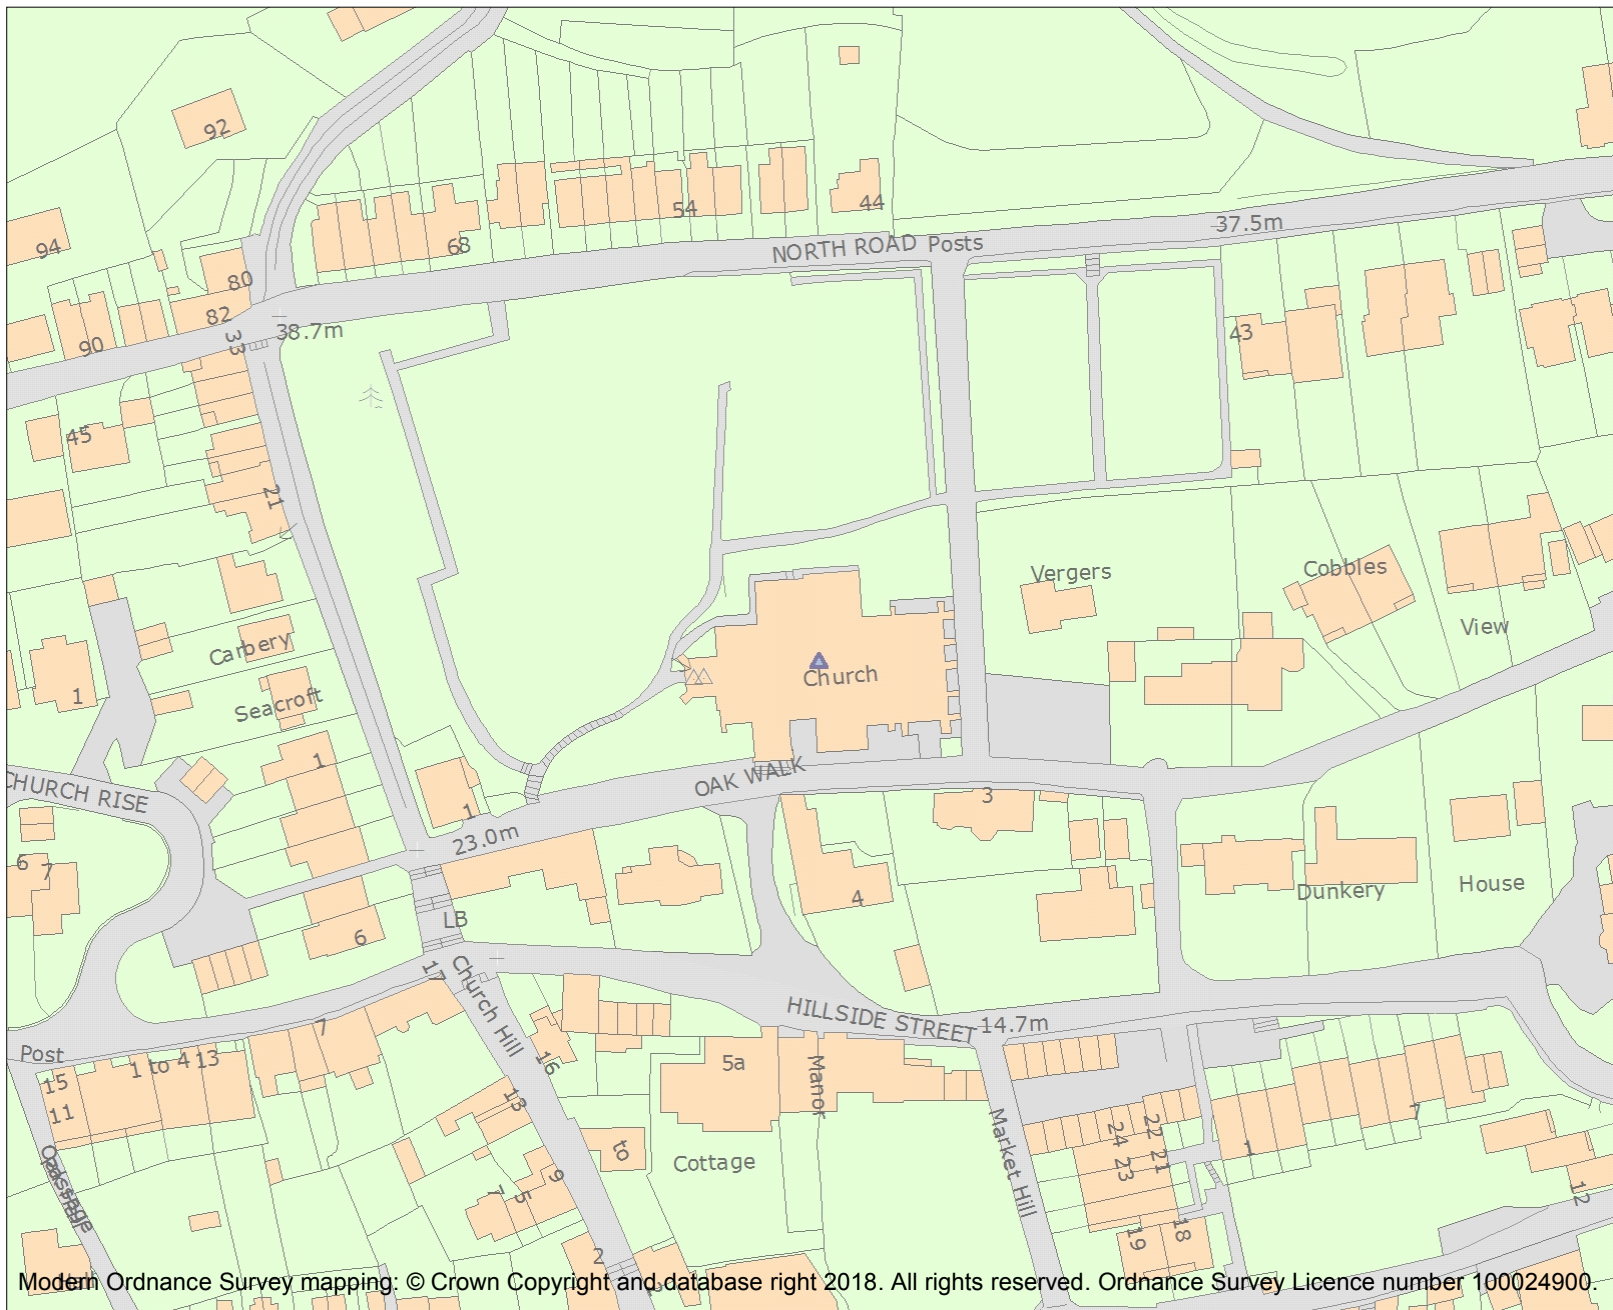 92
94
80
82
33
90
38.7m
68
54
44
NORTH ROAD
Posts
37.5m
43
45
21
Carbery
Seacroft
1
1
CHURCH RISE
6
7
1
23.0m
OAK WALK
Church
Vergers
Cobbles
View
3
4
Dunkery
House
LB
6
17
Church Hill
HILLSIDE STREET
14.7m
Post
15
11
1 to 4
13
7
16
13
5a
Manor
Cottage
to
9
5
7
2
Market Hill
24
23
22
21
19
18
1
7
12
Modern Ordnance Survey mapping: © Crown Copyright and database right 2018. All rights reserved. Ordnance Survey Licence number 100024900.